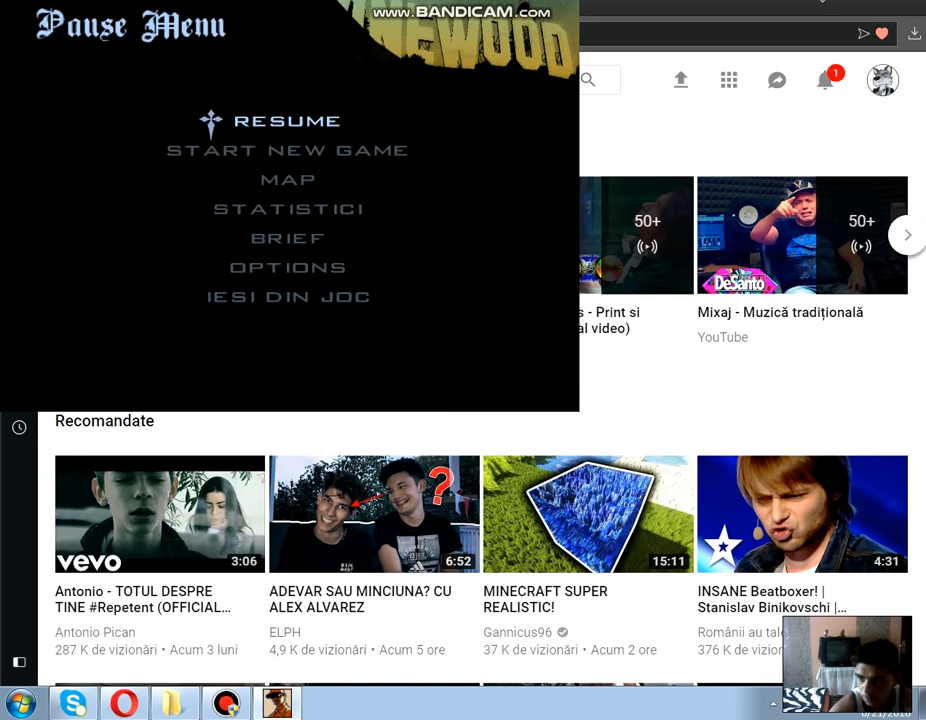 Pause Menu
WWW.BANDICAM.COM
NEWOOD
RESUME
START NEW GAME
MAP
STATISTICI
BRIEF
OPTIONS
IESI DIN JOC
1
50+
50+
DeSanto
s - Print si
al video)
Mixaj - Muzică tradițională
YouTube
Recomandate
vevo
3:06
?
6:52
15:11
4:31
Antonio - TOTUL DESPRE
TINE #Repetent (OFFICIAL...
Antonio Pican
287 K de vizionări • Acum 3 luni
ADEVAR SAU MINCIUNA? CU
ALEX ALVAREZ
ELPH
4,9 K de vizionări • Acum 5 ore
MINECRAFT SUPER
REALISTIC!
Gannicus96
37 K de vizionări • Acum 2 ore
INSANE Beatboxer! |
Stanislav Binikovschi |...
Românii au tale
376 K de vizion